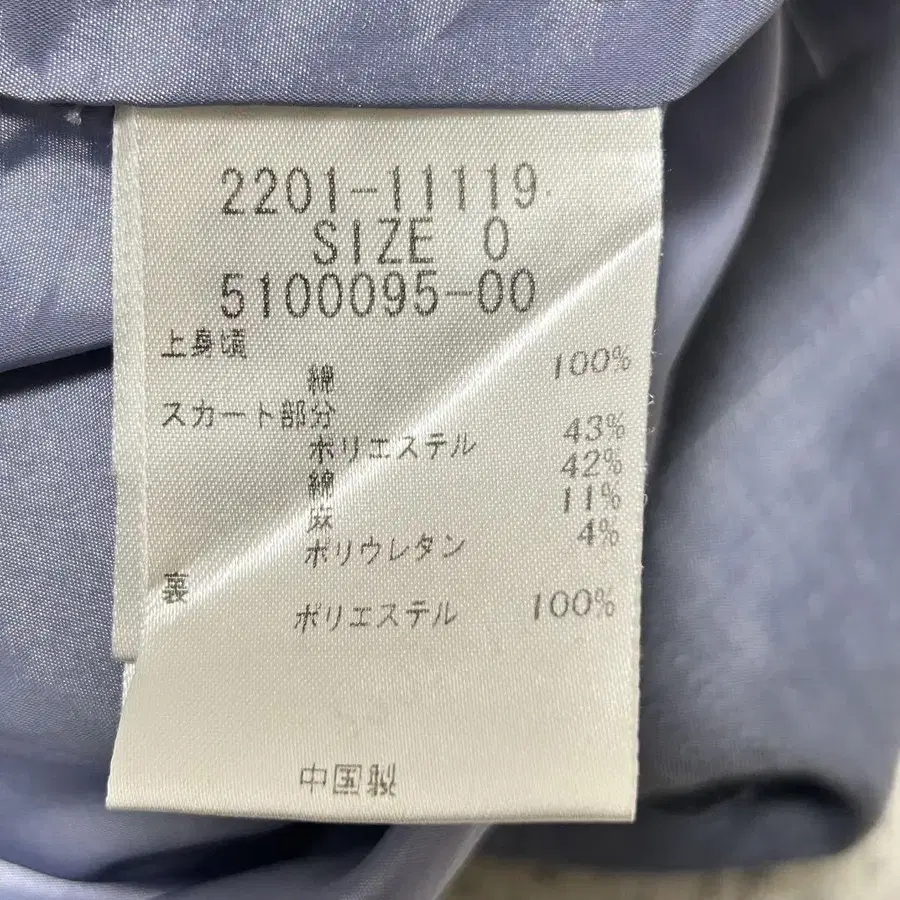 2201-11119
SIZE 0
5100095-00
上身頃
綿 100%
スカート部分
ポリエステル 43%
綿 42%
麻 11%
ポリウレタン 4%
裏
ポリエステル 100%
中国製